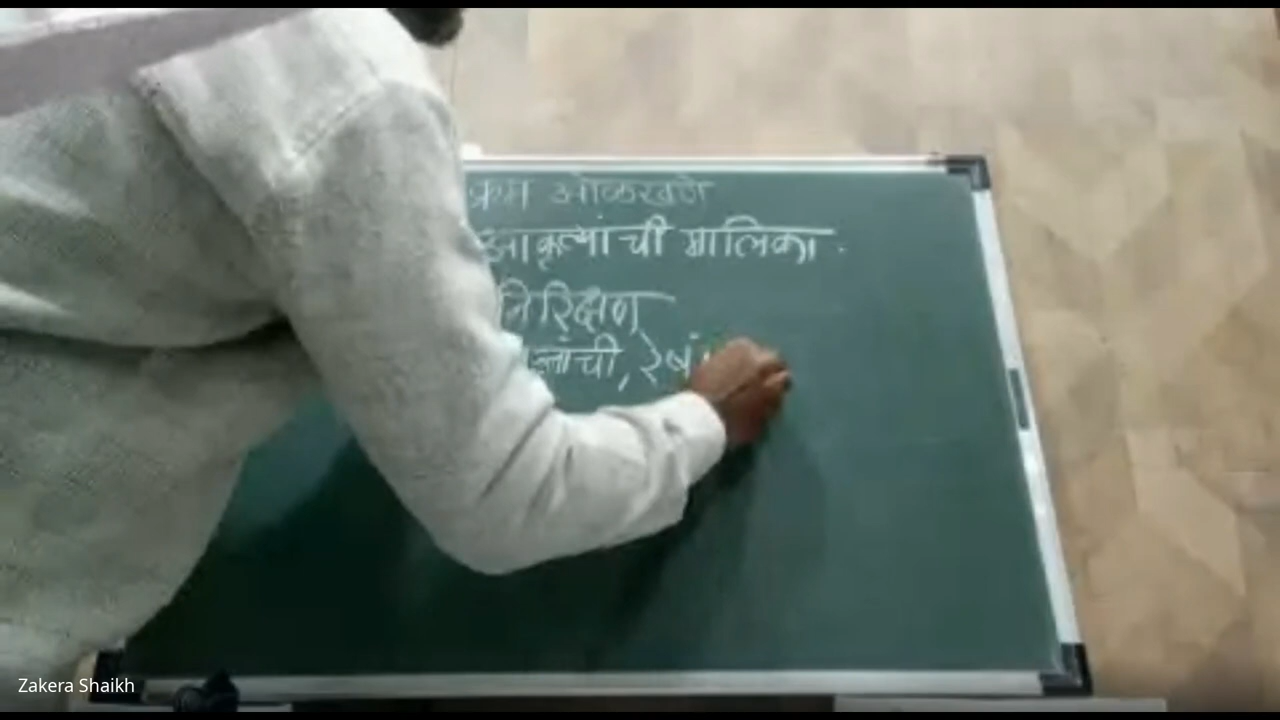 क्रम ओळखणे
आकृत्यांची मालिका.
निरिक्षण
रेषां
Zakera Shaikh